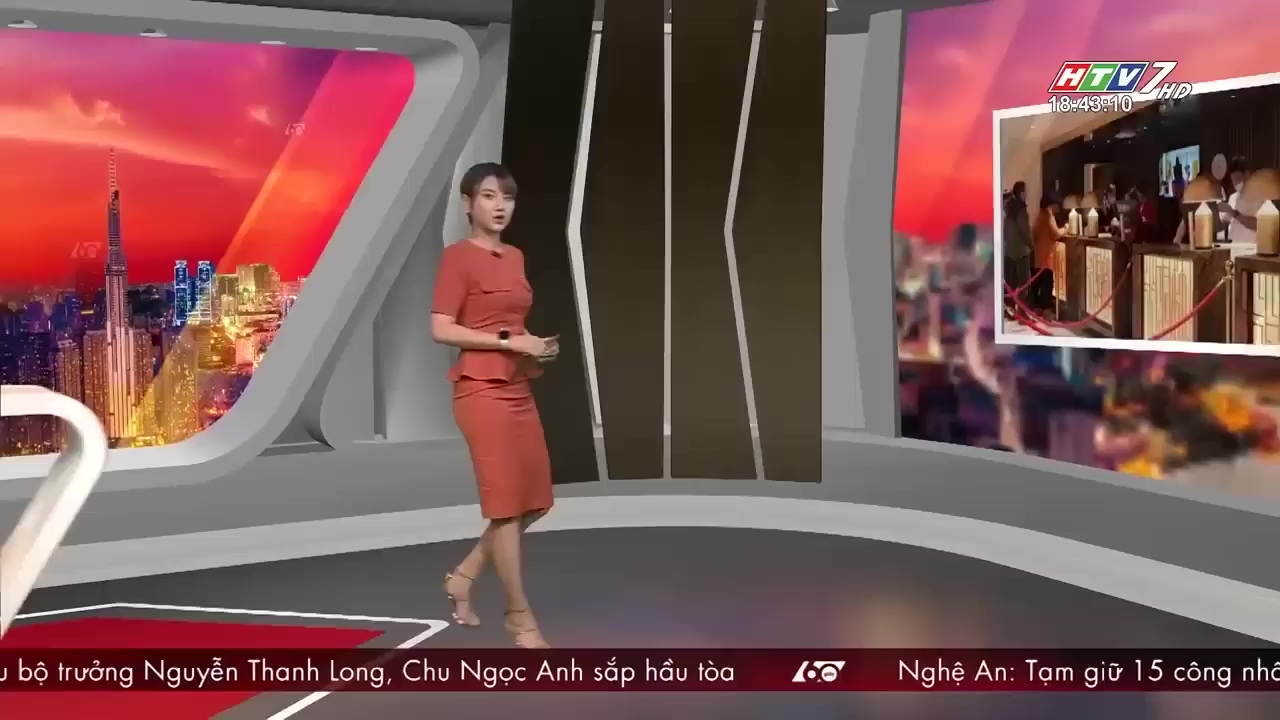 HTV7 HD
18:43:10
bộ trưởng Nguyễn Thanh Long, Chu Ngọc Anh sắp hầu tòa 60 Nghệ An: Tạm giữ 15 công